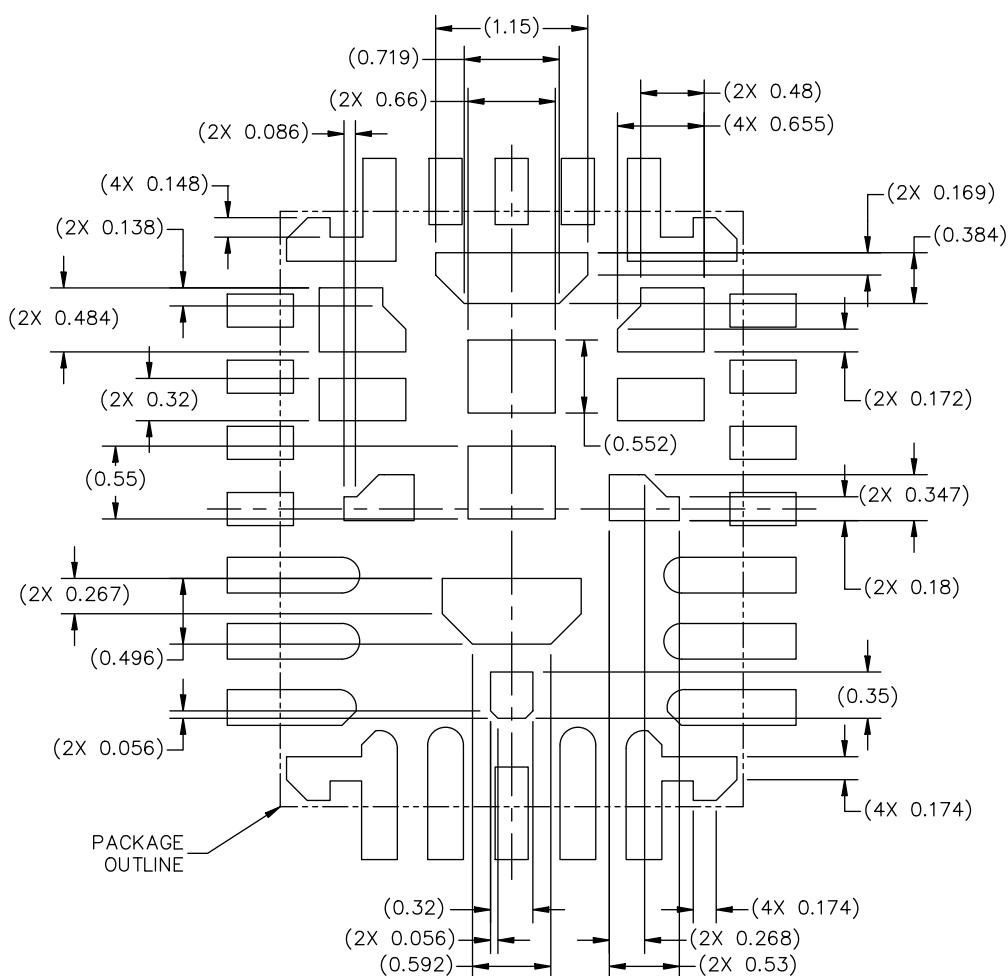 (1.15)
(0.719)
(2X 0.66)
(2X 0.48)
(2X 0.086)
(4X 0.655)
(4X 0.148)
(2X 0.169)
(2X 0.138)
(0.384)
(2X 0.484)
(2X 0.32)
(2X 0.172)
(0.552)
(0.55)
(2X 0.347)
(2X 0.18)
(2X 0.267)
(0.496)
(0.35)
(2X 0.056)
(4X 0.174)
PACKAGE
OUTLINE
(0.32)
(4X 0.174)
(2X 0.056)
(2X 0.268)
(0.592)
(2X 0.53)